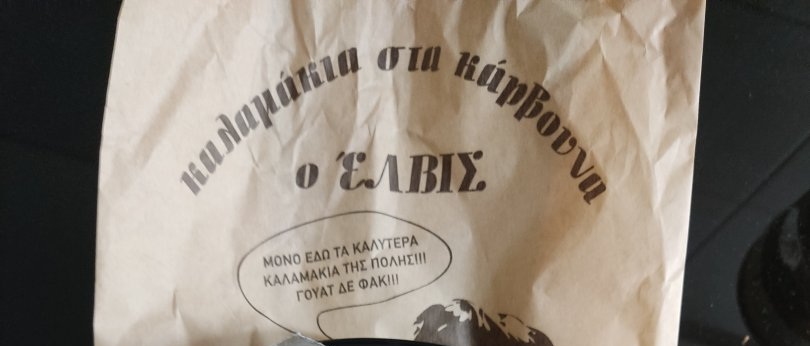 καλαμάκια στα κάρβουνα
ο ΈΛΒΙΣ
ΜΟΝΟ ΕΔΩ ΤΑ ΚΑΛΥΤΕΡΑ
ΚΑΛΑΜΑΚΙΑ ΤΗΣ ΠΟΛΗΣ!!!
ΓΟΥΑΤ ΔΕ ΦΑΚ!!!